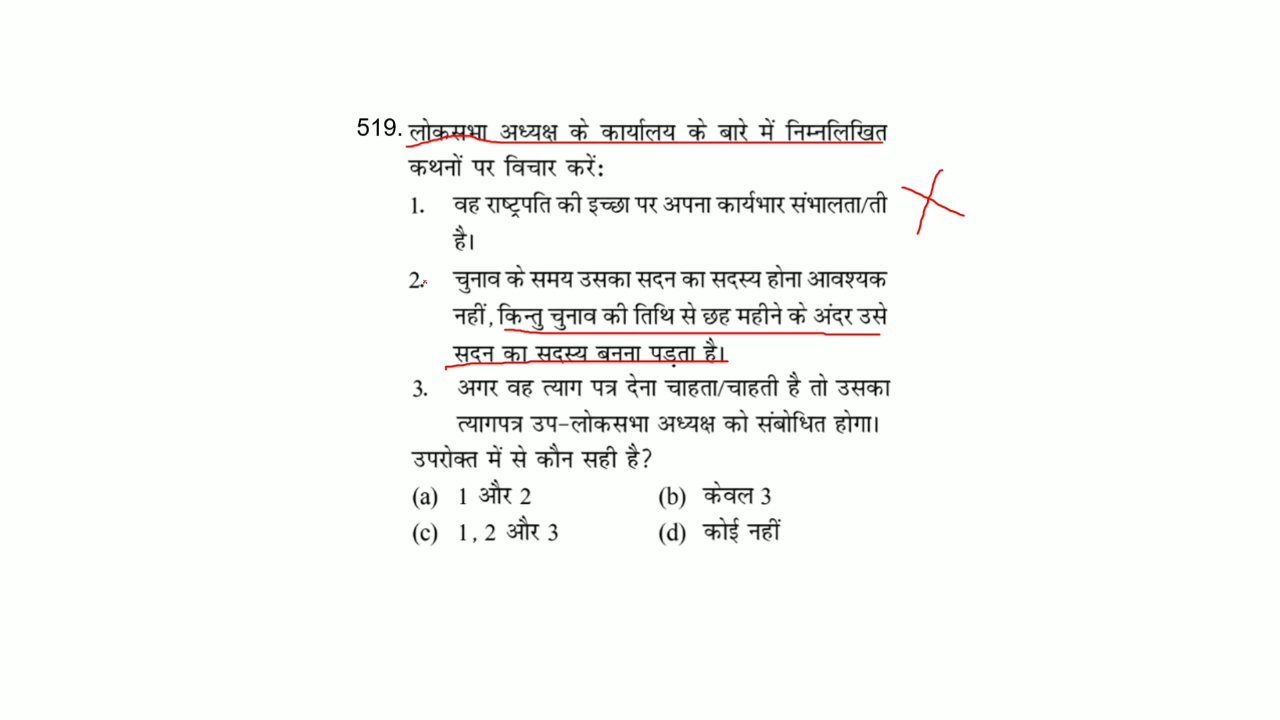 519. लोकसभा अध्यक्ष के कार्यालय के बारे में निम्नलिखित
कथनों पर विचार करें:
1. वह राष्ट्रपति की इच्छा पर अपना कार्यभार संभालता/ती
है।
2. चुनाव के समय उसका सदन का सदस्य होना आवश्यक
नहीं, किन्तु चुनाव की तिथि से छह महीने के अंदर उसे
सदन का सदस्य बनना पड़ता है।
3. अगर वह त्याग पत्र देना चाहता/चाहती है तो उसका
त्यागपत्र उप-लोकसभा अध्यक्ष को संबोधित होगा।
उपरोक्त में से कौन सही है?
(a) 1 और 2 (b) केवल 3
(c) 1, 2 और 3 (d) कोई नहीं